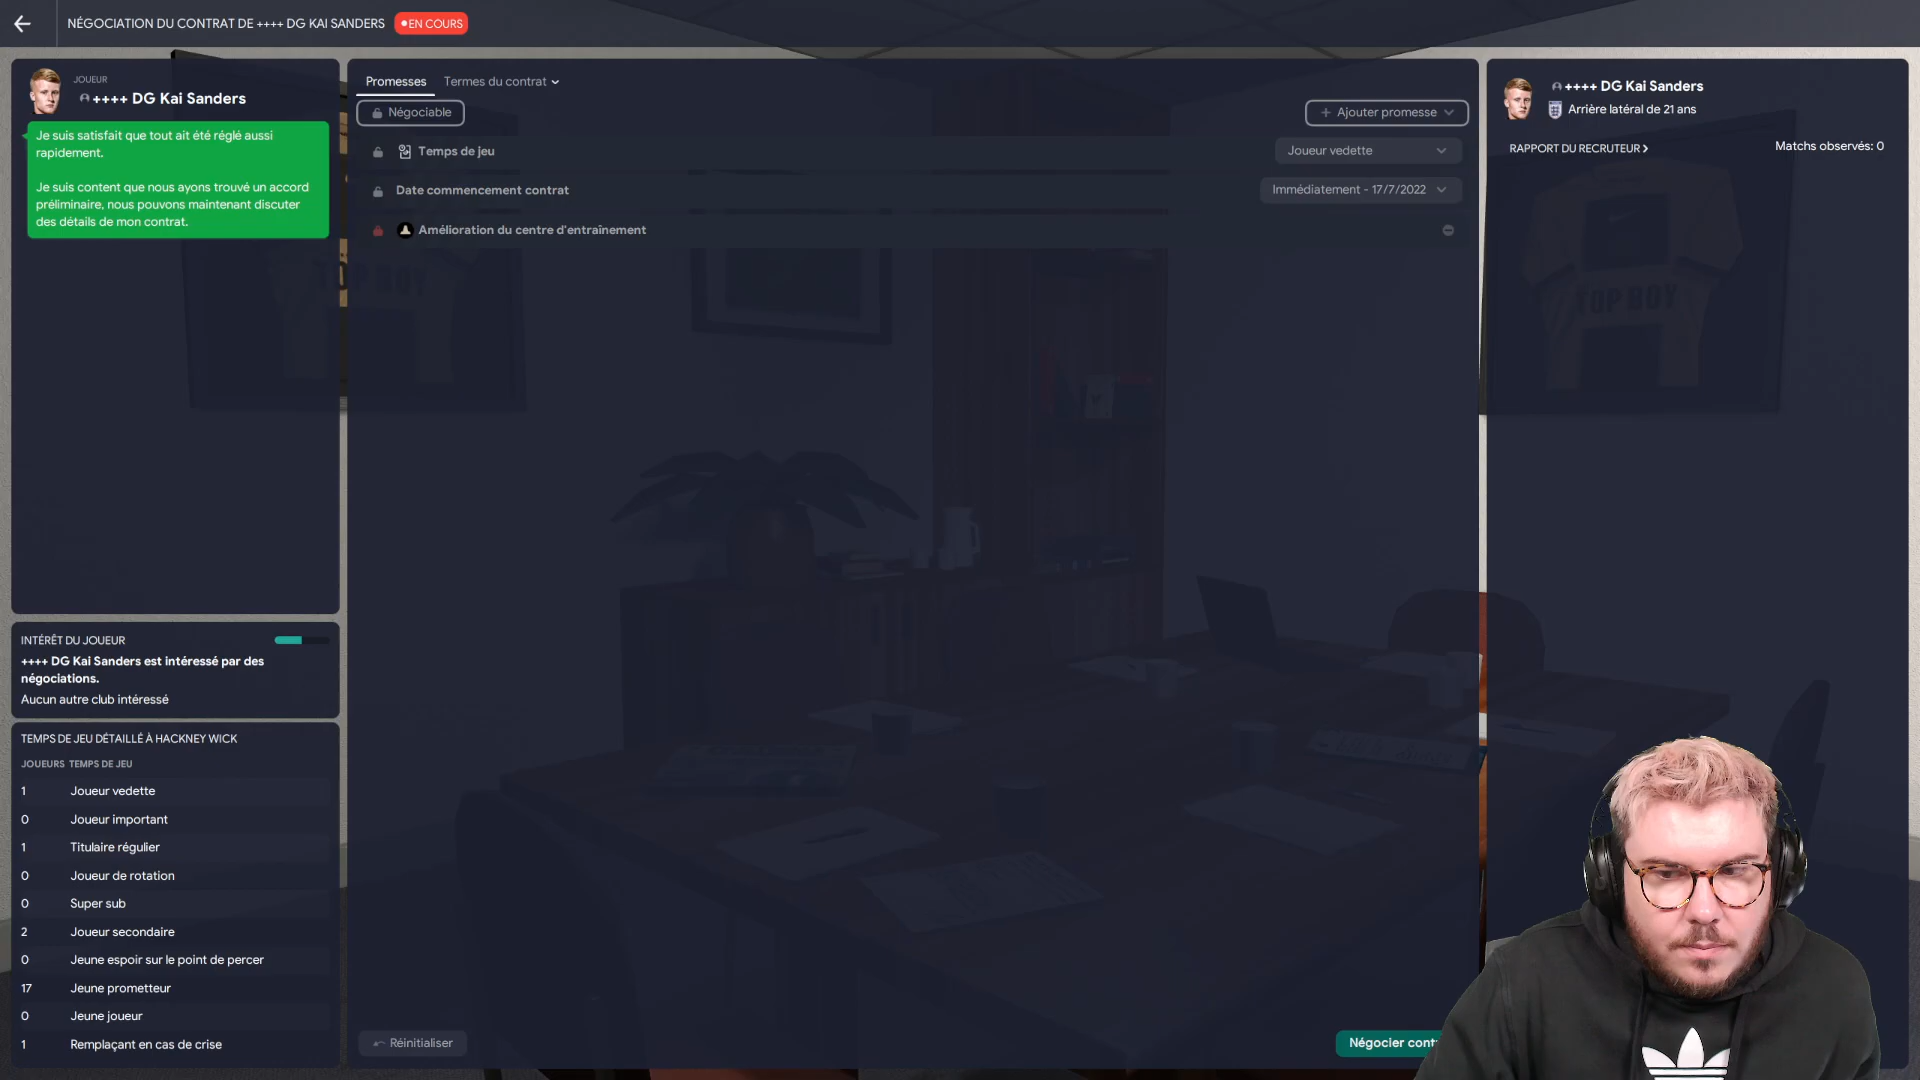 NÉGOCIATION DU CONTRAT DE ++++ DG KAI SANDERS
EN COURS
JOUEUR
++++ DG Kai Sanders
Je suis satisfait que tout ait été réglé aussi
rapidement.
Je suis content que nous ayons trouvé un accord
préliminaire, nous pouvons maintenant discuter
des détails de mon contrat.
INTÉRÊT DU JOUEUR
++++ DG Kai Sanders est intéressé par des
négociations.
Aucun autre club intéressé
TEMPS DE JEU DÉTAILLÉ À HACKNEY WICK
JOUEURS TEMPS DE JEU
1 Joueur vedette
0 Joueur important
1 Titulaire régulier
0 Joueur de rotation
0 Super sub
2 Joueur secondaire
0 Jeune espoir sur le point de percer
17 Jeune prometteur
0 Jeune joueur
1 Remplaçant en cas de crise
Promesses Termes du contrat
Négociable
+ Ajouter promesse
Temps de jeu Joueur vedette
Date commencement contrat Immédiatement - 17/7/2022
Amélioration du centre d'entraînement
TOP BOY
Réinitialiser
Négocier cont
++++ DG Kai Sanders
Arrière latéral de 21 ans
RAPPORT DU RECRUTEUR
Matchs observés: 0
TOP BOY